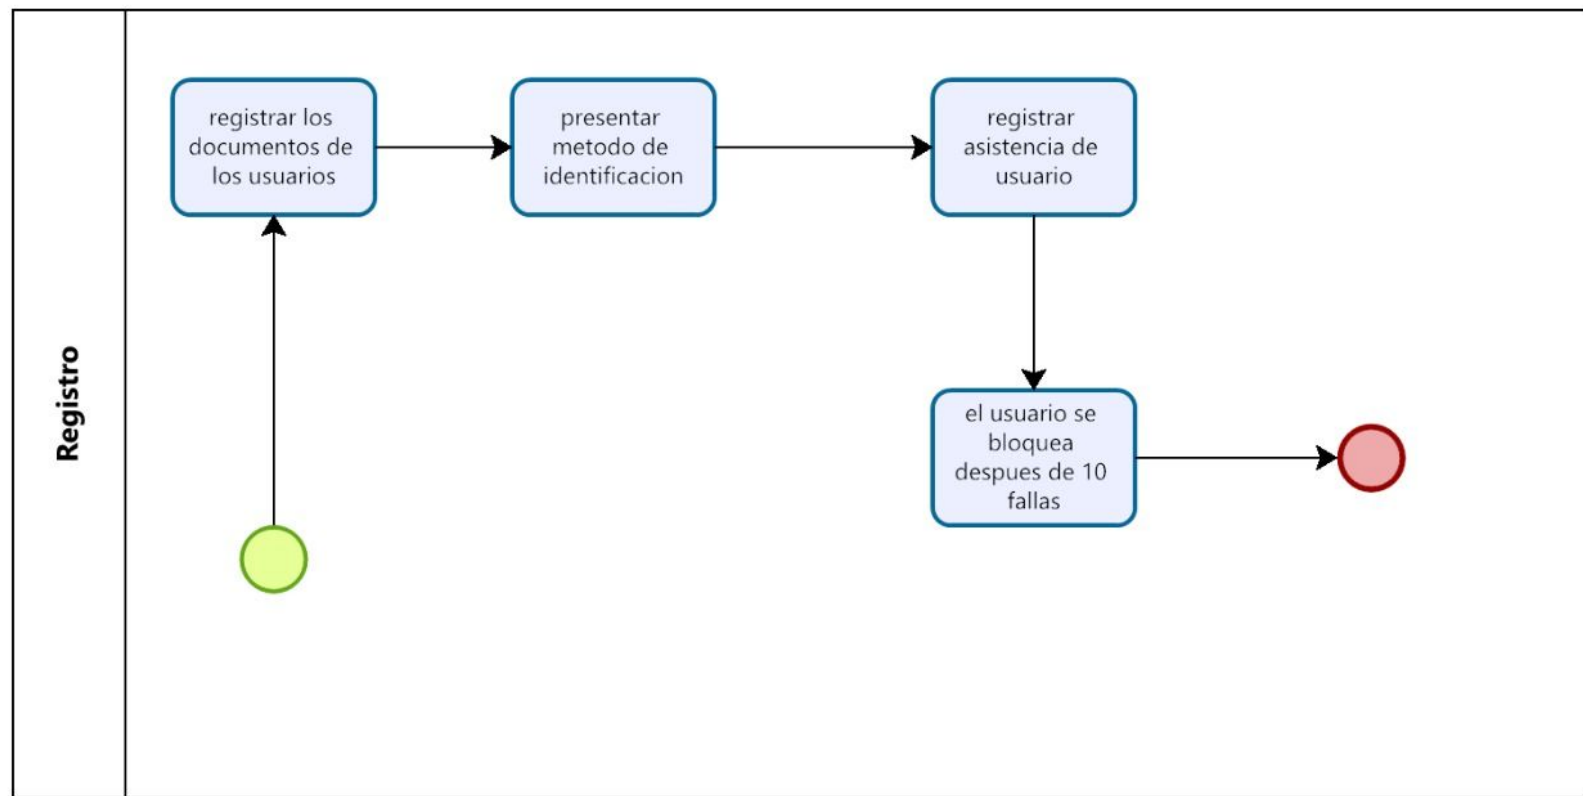 Registro
registrar los
documentos de
los usuarios
presentar
metodo de
identificacion
registrar
asistencia de
usuario
el usuario se
bloquea
despues de 10
fallas